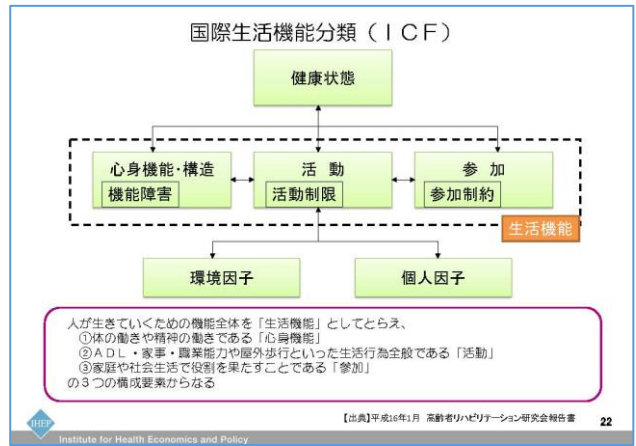 国際生活機能分類（ＩＣＦ）
健康状態
心身機能・構造
機能障害
活 動
活動制限
参 加
参加制約
生活機能
環境因子
個人因子
人が生きていくための機能全体を「生活機能」としてとらえ、
①体の働きや精神の働きである「心身機能」
②ＡＤＬ・家事・職業能力や屋外歩行といった生活行為全般である「活動」
③家庭や社会生活で役割を果たすことである「参加」
の３つの構成要素からなる
【出典】平成16年1月 高齢者リハビリテーション研究会報告書
22
IHEP
Institute for Health Economics and Policy